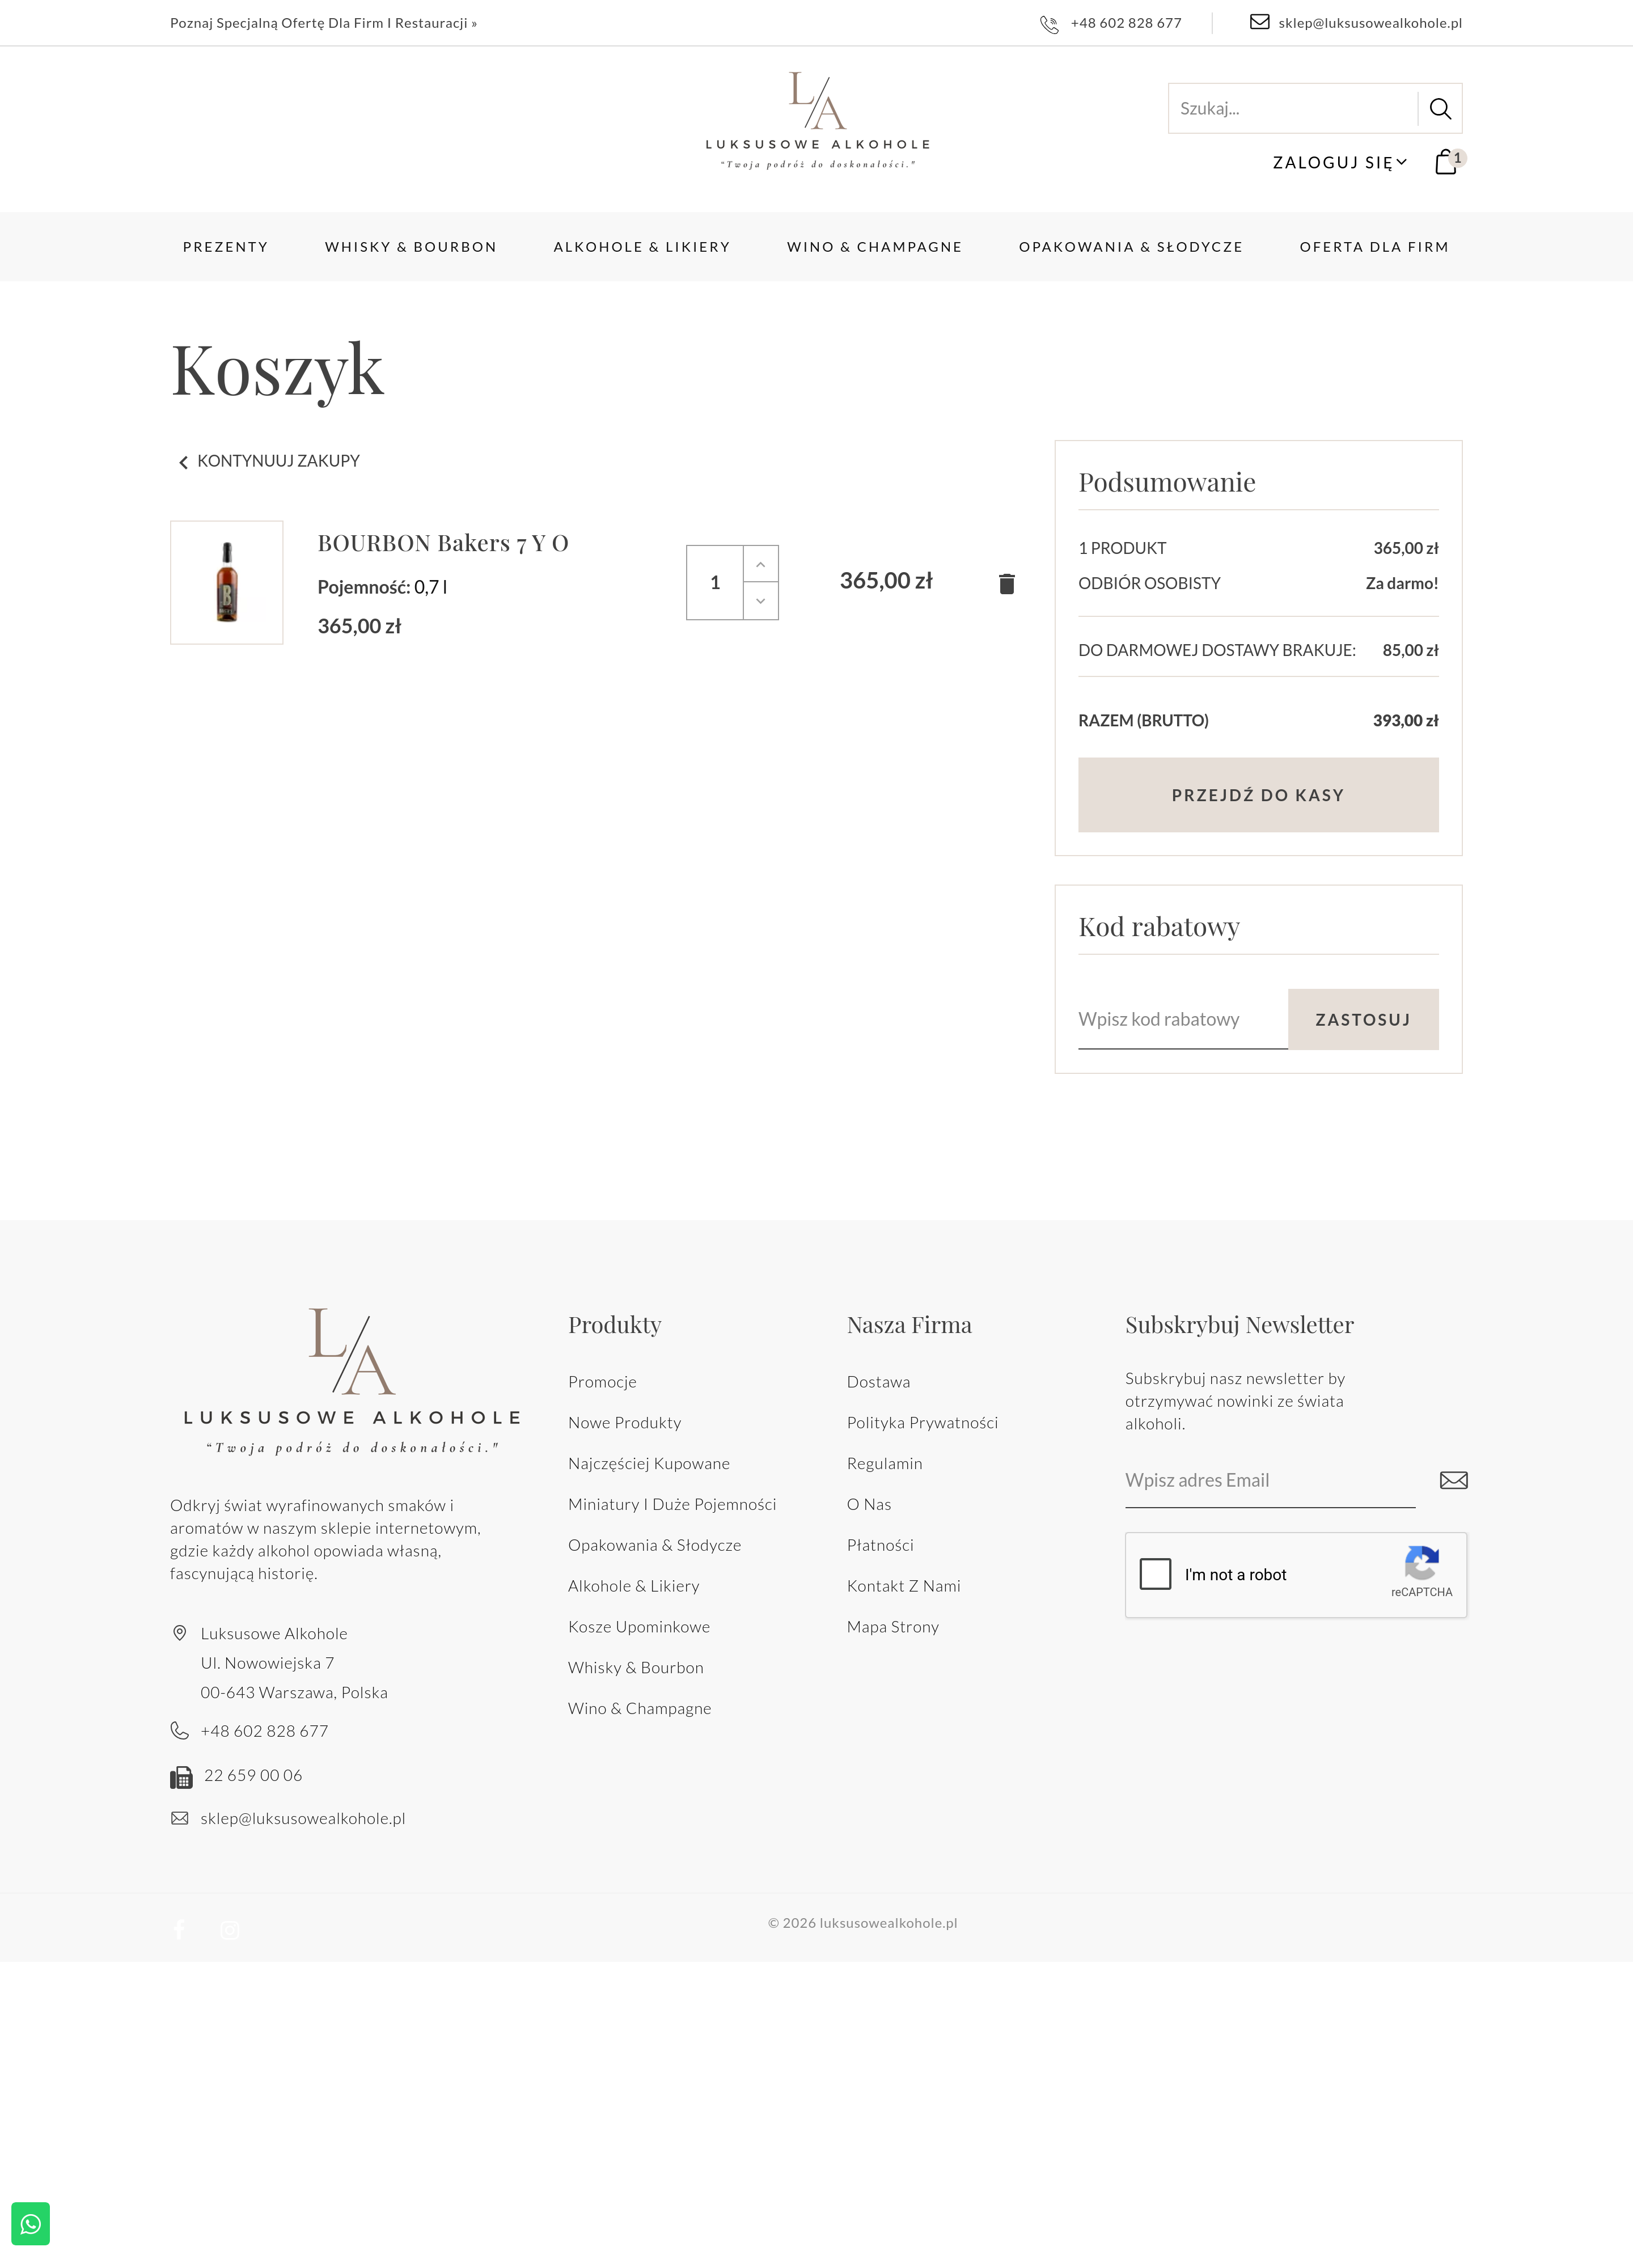 Poznaj Specjalną Ofertę Dla Firm I Restauracji »
+48 602 828 677
sklep@luksusowealkohole.pl
LA
LUKSUSOWE ALKOHOLE
"Twoja podróż do doskonałości."
Szukaj...
ZALOGUJ SIĘ
1
PREZENTY
WHISKY & BOURBON
ALKOHOLE & LIKIERY
WINO & CHAMPAGNE
OPAKOWANIA & SŁODYCZE
OFERTA DLA FIRM
Koszyk
KONTYNUUJ ZAKUPY
BOURBON Bakers 7 Y O
Pojemność: 0,7 l
365,00 zł
1
365,00 zł
Podsumowanie
1 PRODUKT 365,00 zł
ODBIÓR OSOBISTY Za darmo!
DO DARMOWEJ DOSTAWY BRAKUJE: 85,00 zł
RAZEM (BRUTTO) 393,00 zł
PRZEJDŹ DO KASY
Kod rabatowy
Wpisz kod rabatowy
ZASTOSUJ
LA
LUKSUSOWE ALKOHOLE
"Twoja podróż do doskonałości."
Odkryj świat wyrafinowanych smaków i
aromatów w naszym sklepie internetowym,
gdzie każdy alkohol opowiada własną,
fascynującą historię.
Luksusowe Alkohole
Ul. Nowowiejska 7
00-643 Warszawa, Polska
+48 602 828 677
22 659 00 06
sklep@luksusowealkohole.pl
Produkty
Promocje
Nowe Produkty
Najczęściej Kupowane
Miniatury I Duże Pojemności
Opakowania & Słodycze
Alkohole & Likiery
Kosze Upominkowe
Whisky & Bourbon
Wino & Champagne
Nasza Firma
Dostawa
Polityka Prywatności
Regulamin
O Nas
Płatności
Kontakt Z Nami
Mapa Strony
Subskrybuj Newsletter
Subskrybuj nasz newsletter by
otrzymywać nowinki ze świata
alkoholi.
Wpisz adres Email
I'm not a robot
reCAPTCHA
© 2026 luksusowealkohole.pl